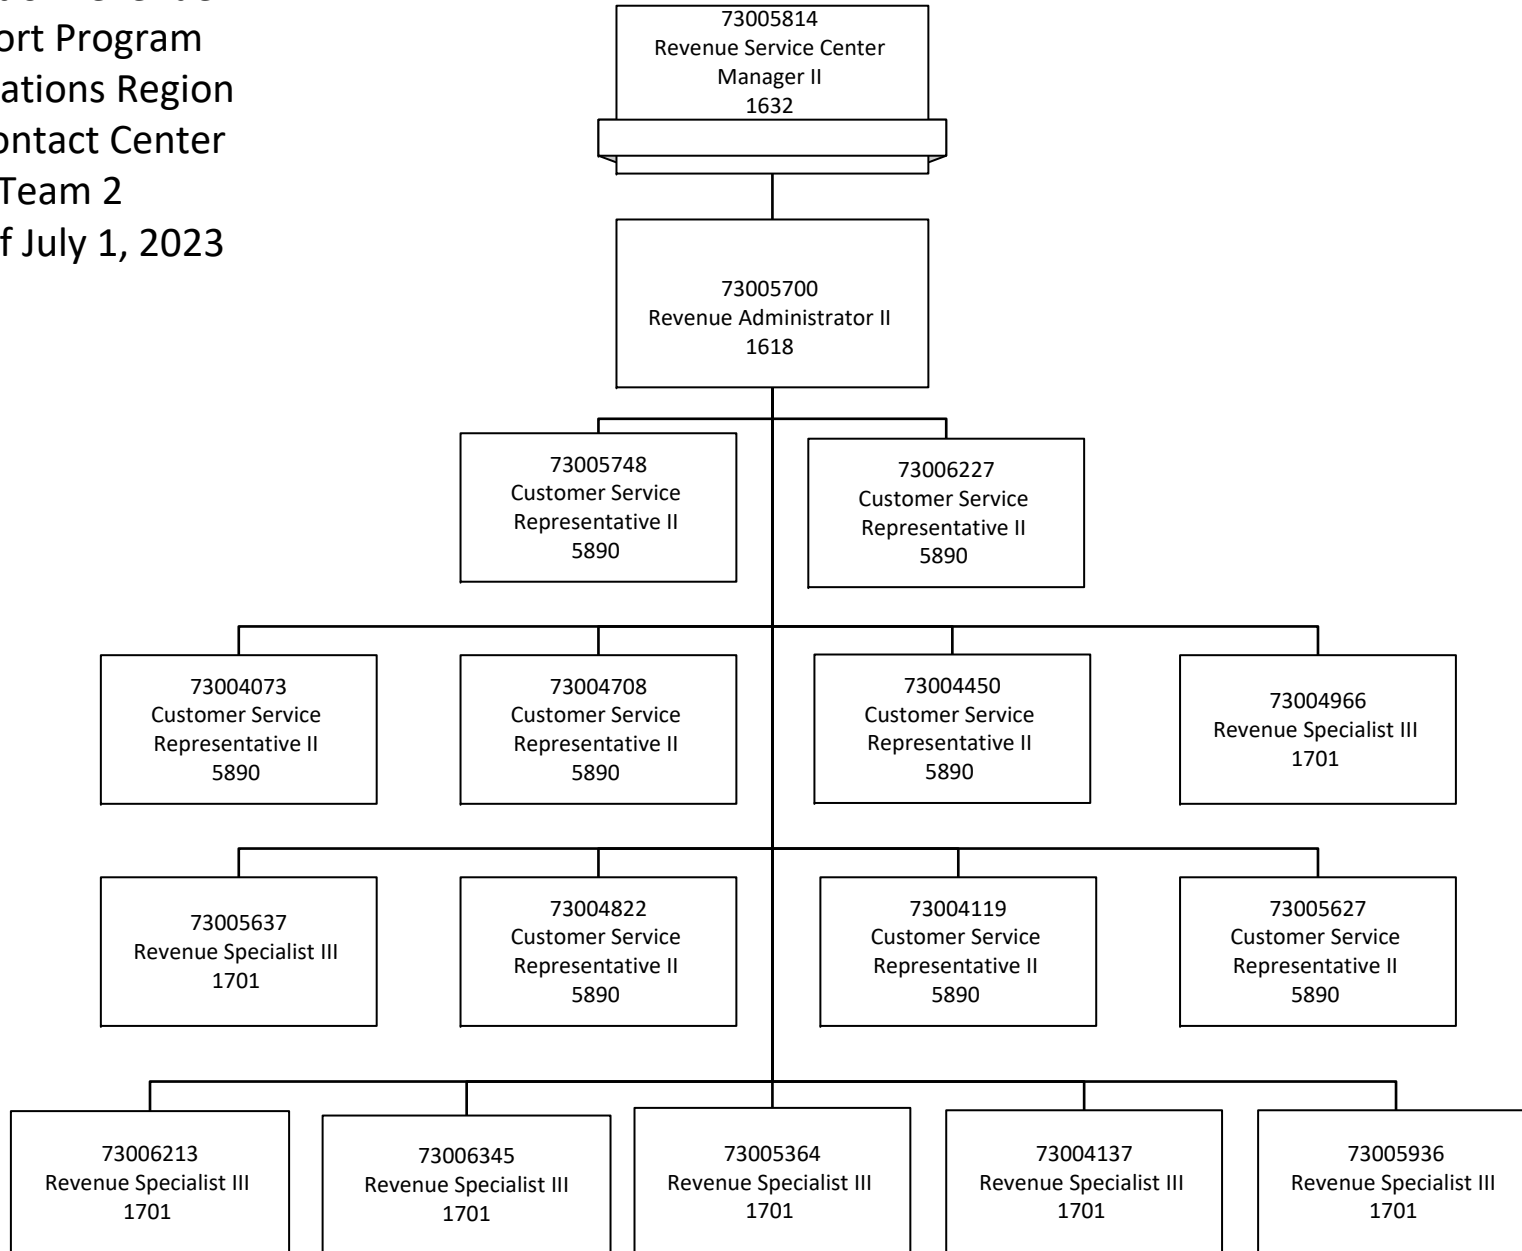 ort Program
ations Region
ontact Center
Team 2
f July 1, 2023
73005814
Revenue Service Center
Manager II
1632
73005700
Revenue Administrator II
1618
73005748
Customer Service
Representative II
5890
73006227
Customer Service
Representative II
5890
73004073
Customer Service
Representative II
5890
73004708
Customer Service
Representative II
5890
73004450
Customer Service
Representative II
5890
73004966
Revenue Specialist III
1701
73005637
Revenue Specialist III
1701
73004822
Customer Service
Representative II
5890
73004119
Customer Service
Representative II
5890
73005627
Customer Service
Representative II
5890
73006213
Revenue Specialist III
1701
73006345
Revenue Specialist III
1701
73005364
Revenue Specialist III
1701
73004137
Revenue Specialist III
1701
73005936
Revenue Specialist III
1701